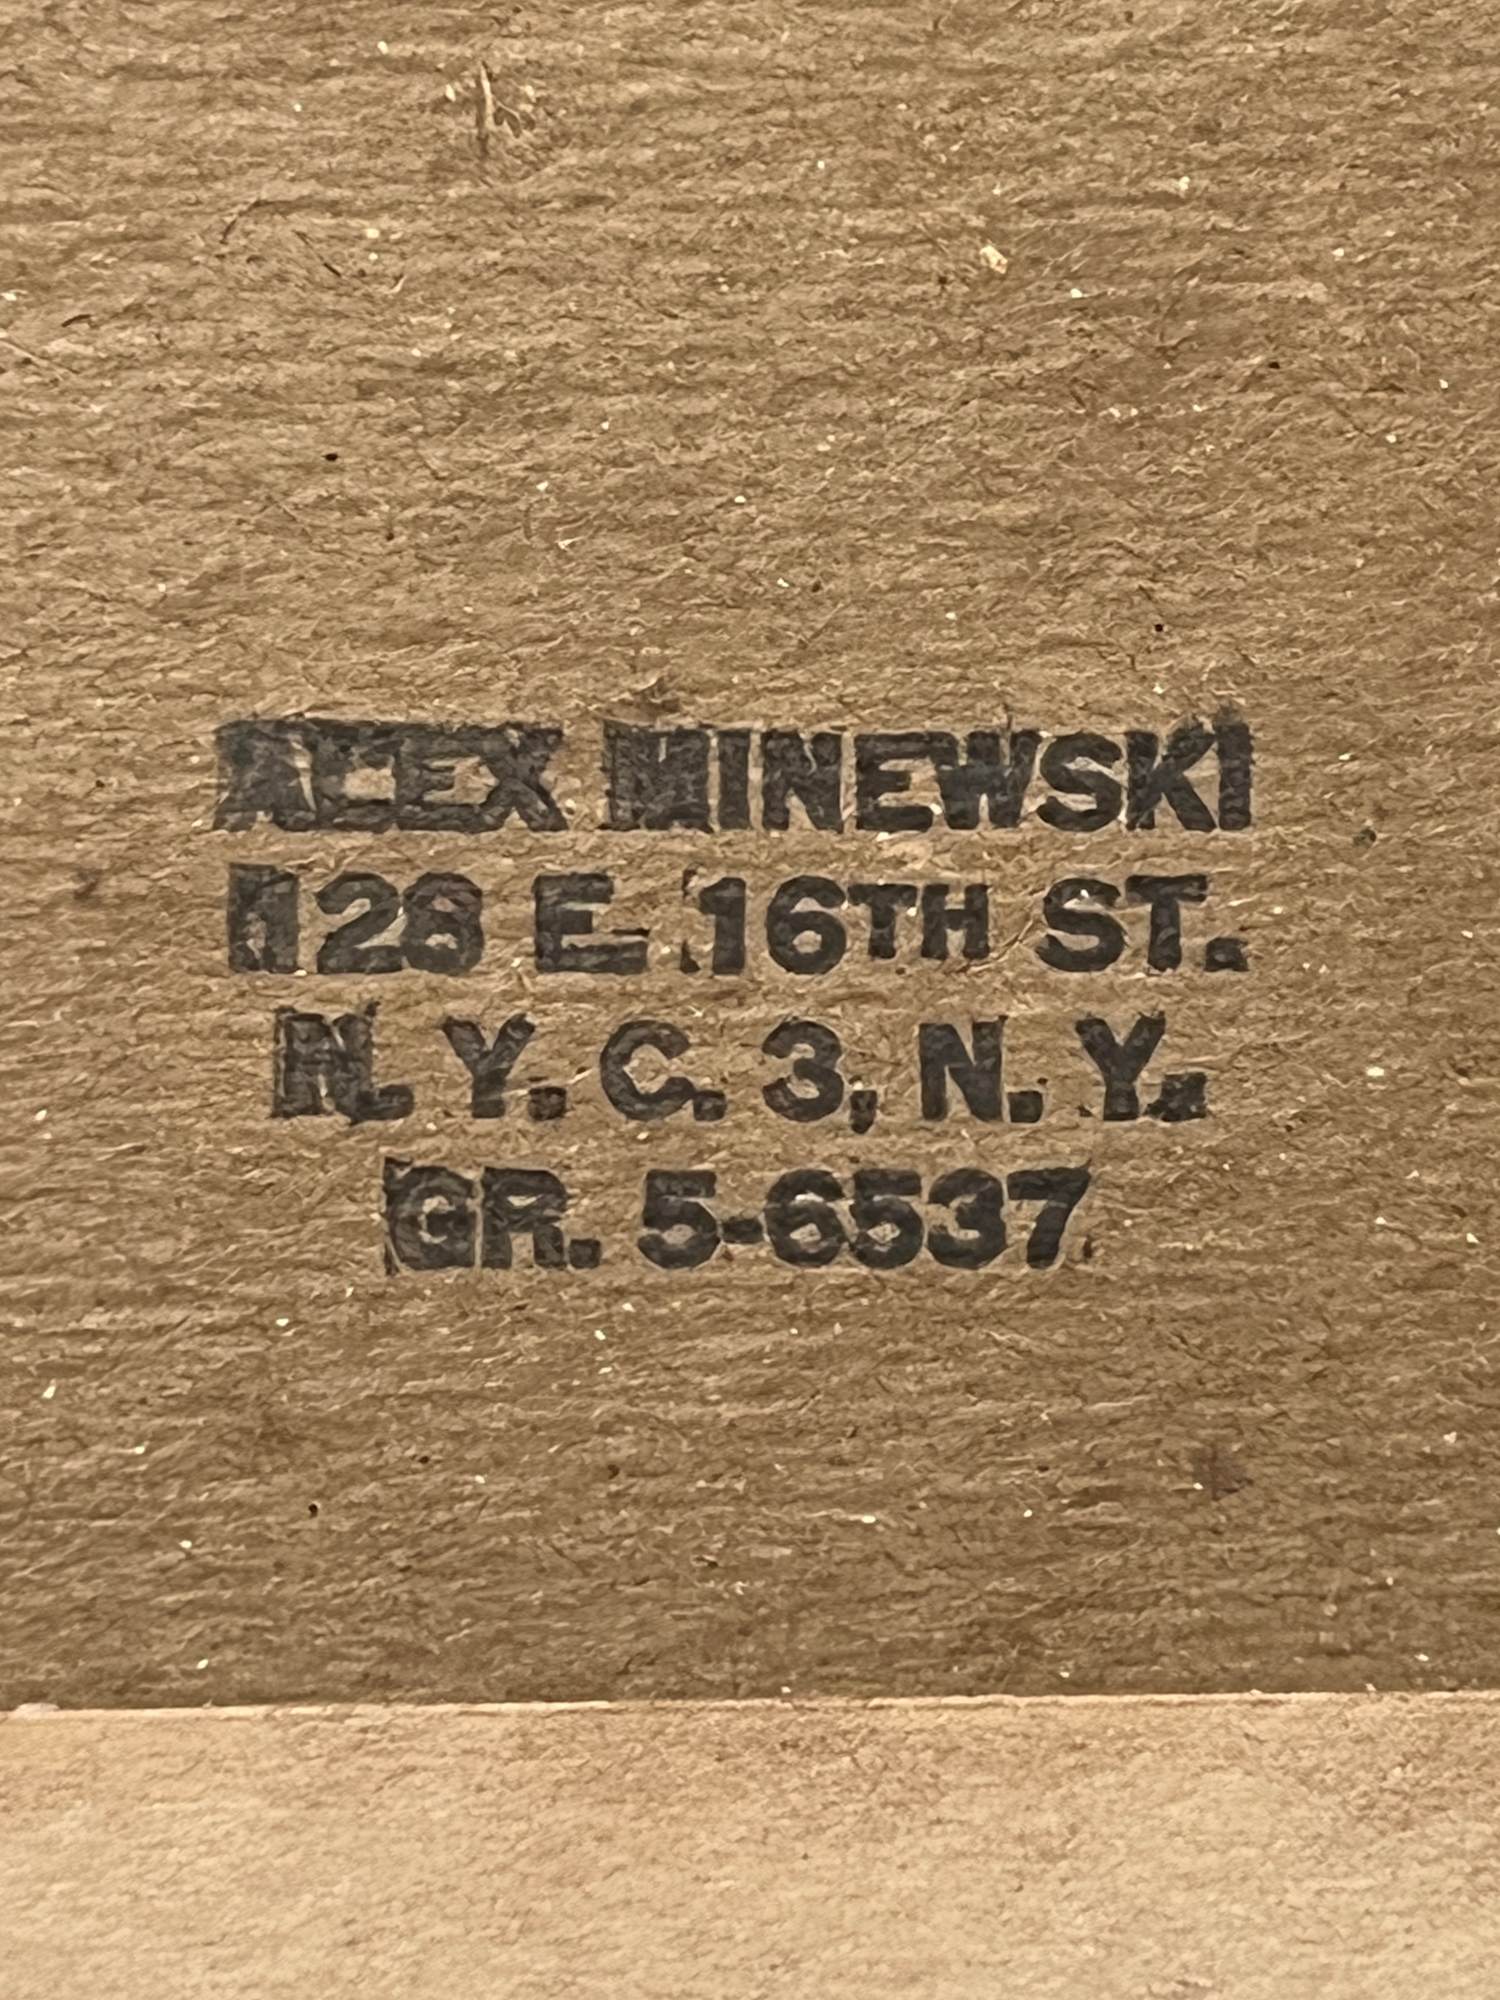 ALEX MINEWSKI
128 E. 16TH ST.
N. Y. C. 3, N. Y.
GR. 5-6537